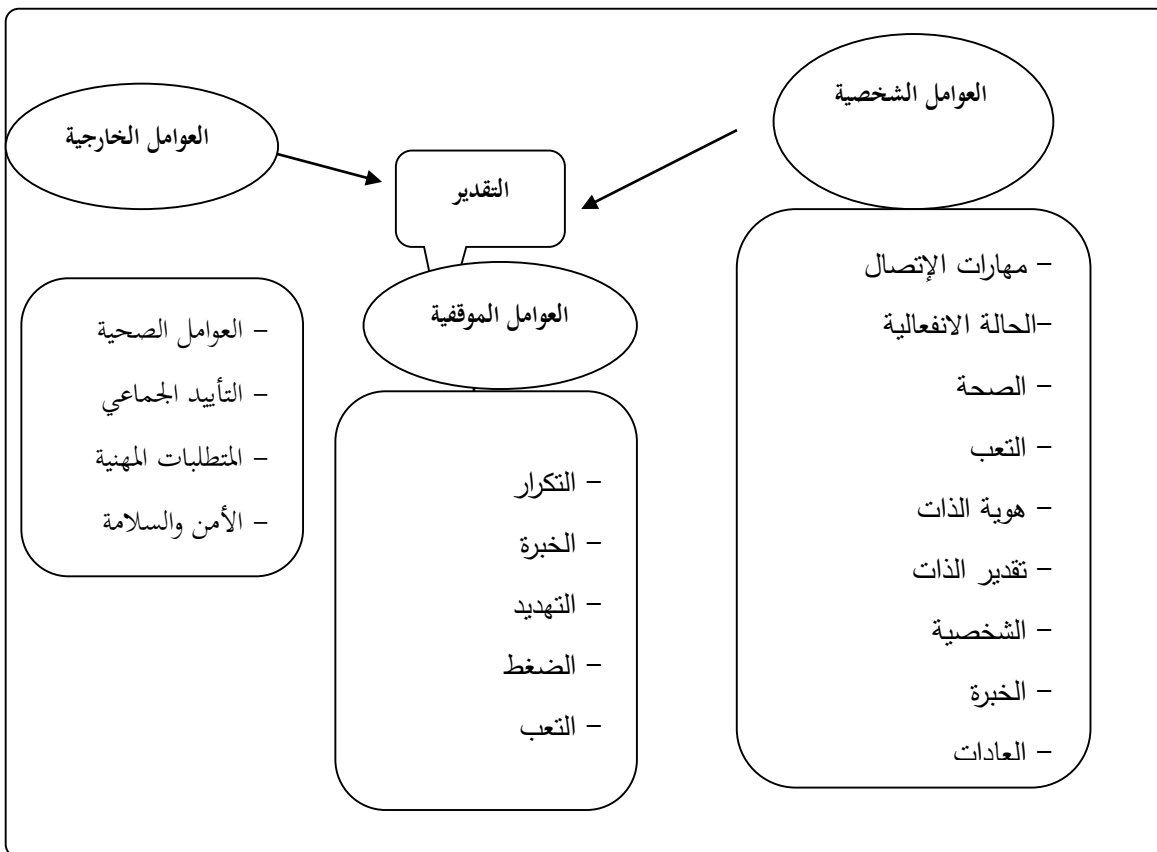 العوامل الشخصية
العوامل الخارجية
التقدير
العوامل الموقفية
– مهارات الإتصال
–الحالة الانفعالية
– الصحة
– التعب
– هوية الذات
– تقدير الذات
– الشخصية
– الخبرة
– العادات
– التكرار
– الخبرة
– التهديد
– الضغط
– التعب
– العوامل الصحية
– التأييد الجماعي
– المتطلبات المهنية
– الأمن والسلامة